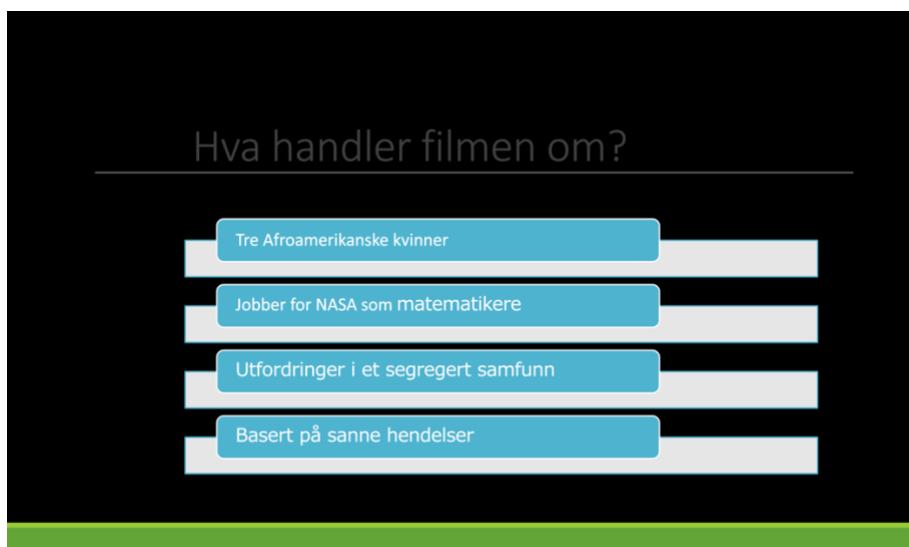 Hva handler filmen om?
Tre Afroamerikanske kvinner
Jobber for NASA som matematikere
Utfordringer i et segregert samfunn
Basert på sanne hendelser